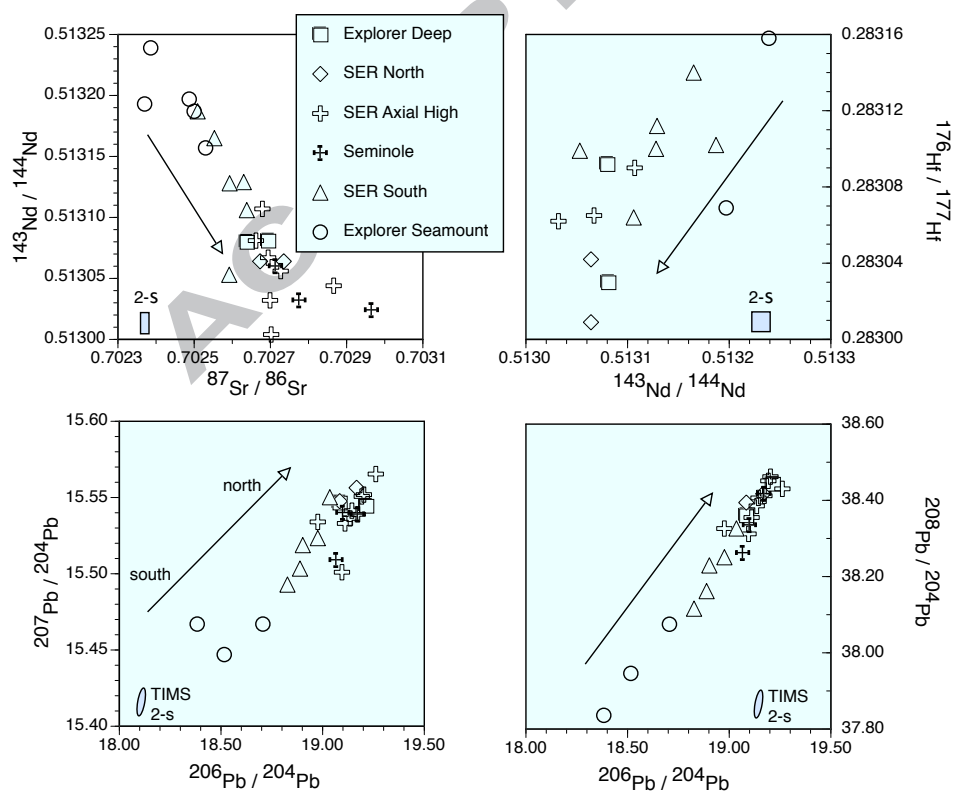 Explorer Deep
SER North
SER Axial High
Seminole
SER South
Explorer Seamount
0.51325
0.51320
0.51315
0.51310
0.51305
0.51300
143Nd / 144Nd
2-s
0.7023
0.7025
0.7027
0.7029
0.7031
87Sr / 86Sr
0.28316
0.28312
0.28308
0.28304
0.28300
176Hf / 177Hf
2-s
0.5130
0.5131
0.5132
0.5133
143Nd / 144Nd
15.60
15.55
15.50
15.45
15.40
207Pb / 204Pb
north
south
TIMS
2-s
18.00
18.50
19.00
19.50
206Pb / 204Pb
38.60
38.40
38.20
38.00
37.80
208Pb / 204Pb
TIMS
2-s
18.00
18.50
19.00
19.50
206Pb / 204Pb
AC